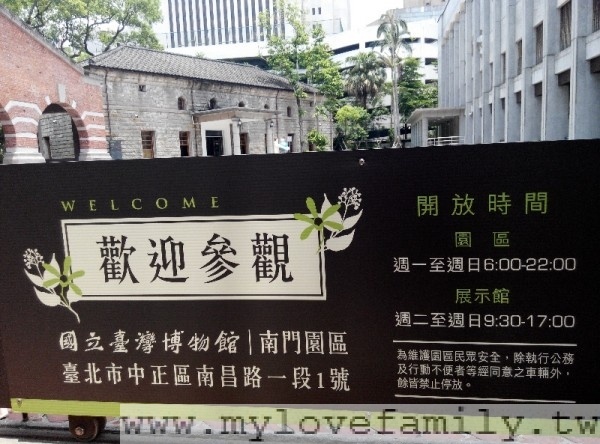 WELCOME
歡迎參觀
國立臺灣博物館|南門園區
臺北市中正區南昌路一段1號
開放時間
園區
週一至週日6:00-22:00
展示館
週二至週日9:30-17:00
為維護園區民眾安全,除執行公務
及行動不便者等經同意之車輛外,
餘皆禁止停放。
www.mylovefamily.tw